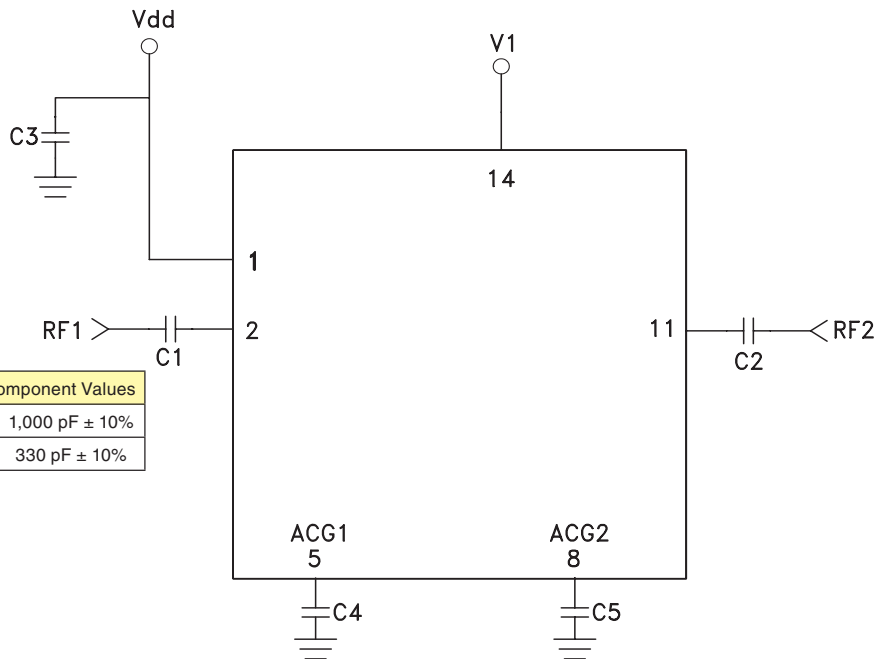 Vdd
V1
C3
14
1
RF1
2
11
RF2
C1
C2
Component Values
1,000 pF ± 10%
330 pF ± 10%
ACG1
5
ACG2
8
C4
C5